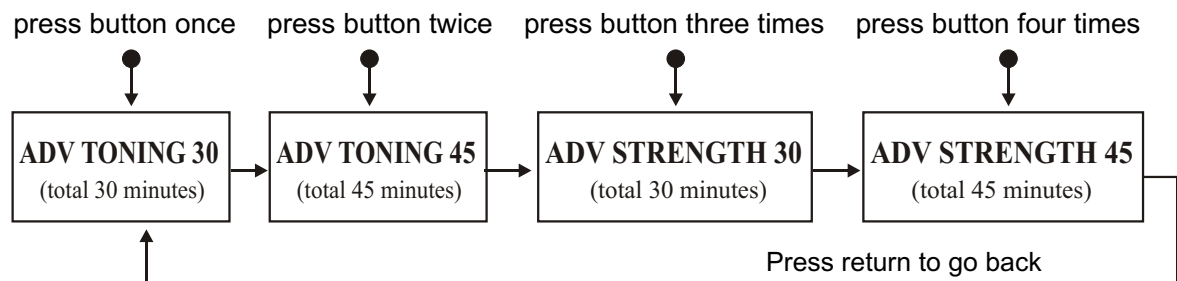 press button once
press button twice
press button three times
press button four times
ADV TONING 30
(total 30 minutes)
ADV TONING 45
(total 45 minutes)
ADV STRENGTH 30
(total 30 minutes)
ADV STRENGTH 45
(total 45 minutes)
Press return to go back